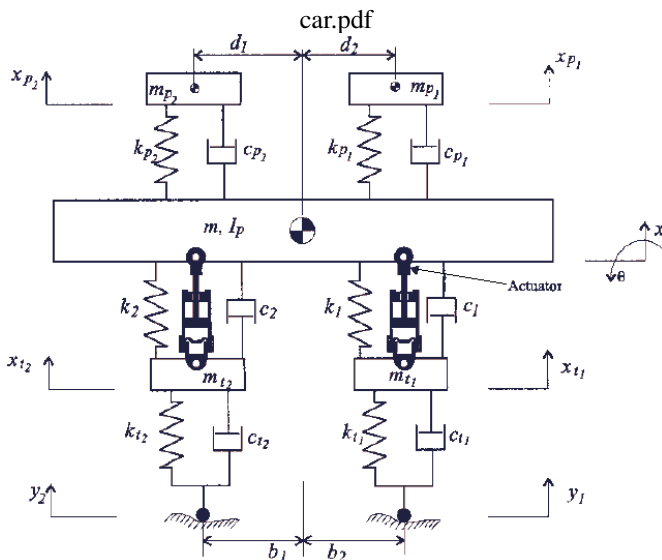 car.pdf
d1 d2
xp2 mp2 mp1 xp1
kp2 cp2 kp1 cp1
m, Ip
x
θ
Actuator
k2 c2 k1 c1
xt2 mt2 mt1 xt1
kt2 ct2 kt1 ct1
y2 y1
b1 b2